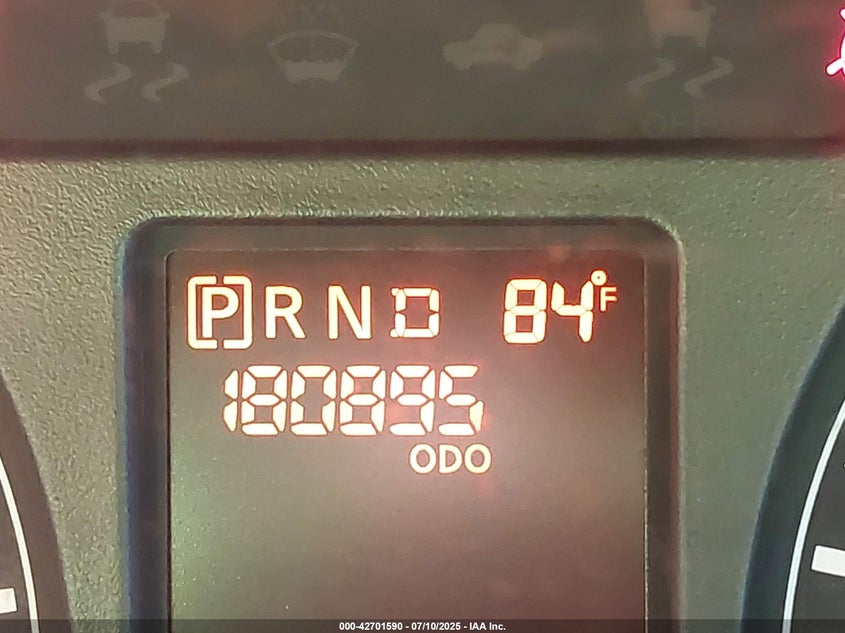 [P] R N D 84°F
180895
ODO
000-42701590 - 07/10/2025 - IAA Inc.